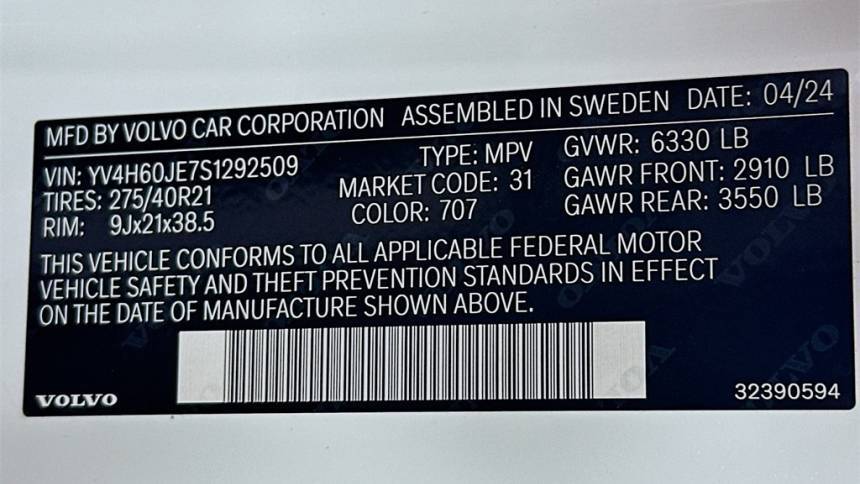 MFD BY VOLVO CAR CORPORATION ASSEMBLED IN SWEDEN DATE: 04/24
VIN: YV4H60JE7S1292509 TYPE: MPV GVWR: 6330 LB
TIRES: 275/40R21 MARKET CODE: 31 GAWR FRONT: 2910 LB
RIM: 9Jx21x38.5 COLOR: 707 GAWR REAR: 3550 LB
THIS VEHICLE CONFORMS TO ALL APPLICABLE FEDERAL MOTOR
VEHICLE SAFETY AND THEFT PREVENTION STANDARDS IN EFFECT
ON THE DATE OF MANUFACTURE SHOWN ABOVE.
VOLVO 32390594